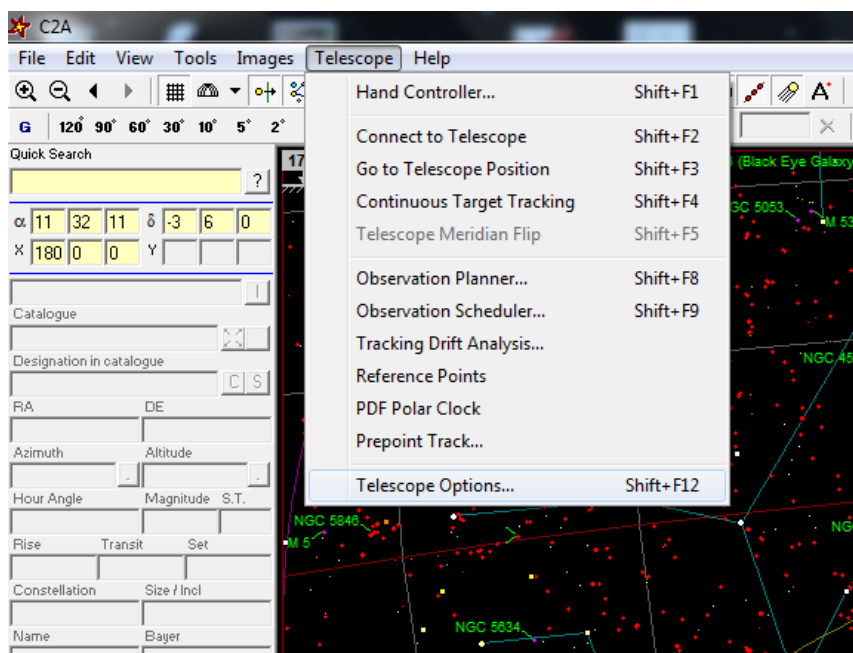 C2A
File Edit View Tools Images Telescope Help
G 120° 90° 60° 30° 10° 5° 2°
Quick Search
?
α 11 32 11 δ -3 6 0
X 180 0 0 Y
I
Catalogue
Designation in catalogue
C S
RA DE
Azimuth Altitude
. .
Hour Angle Magnitude S.T.
Rise Transit Set
Constellation Size / Incl
Name Bayer
Hand Controller... Shift+F1
Connect to Telescope Shift+F2
Go to Telescope Position Shift+F3
Continuous Target Tracking Shift+F4
Telescope Meridian Flip Shift+F5
Observation Planner... Shift+F8
Observation Scheduler... Shift+F9
Tracking Drift Analysis...
Reference Points
PDF Polar Clock
Prepoint Track...
Telescope Options... Shift+F12
A
17
(Black Eye Galaxy
GC 5053
M 53
NGC 45
NGC 5846
M 5
NG
NGC 5634